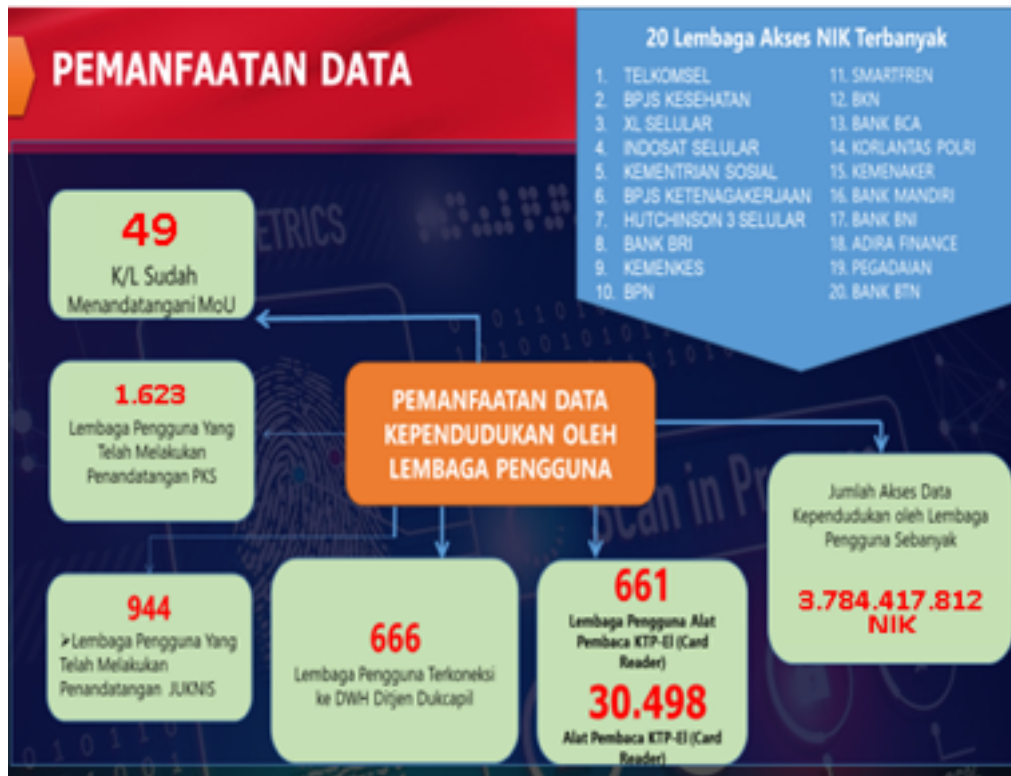 PEMANFAATAN DATA
20 Lembaga Akses NIK Terbanyak
1. TELKOMSEL
2. BPJS KESEHATAN
3. XL SELULAR
4. INDOSAT SELULAR
5. KEMENTRIAN SOSIAL
6. BPJS KETENAGAKERJAAN
7. HUTCHINSON 3 SELULAR
8. BANK BRI
9. KEMENKES
10. BPN
11. SMARTFREN
12. BKN
13. BANK BCA
14. KORLANTAS POLRI
15. KEMENAKER
16. BANK MANDIRI
17. BANK BNI
18. ADIRA FINANCE
19. PEGADAIAN
20. BANK BTN
49
K/L Sudah
Menandatangani MoU
ETRICS
1.623
Lembaga Pengguna Yang
Telah Melakukan
Penandatangan PKS
PEMANFAATAN DATA
KEPENDUDUKAN OLEH
LEMBAGA PENGGUNA
Scan in Pr
Jumlah Akses Data
Kependudukan oleh Lembaga
Pengguna Sebanyak
3.784.417.812
NIK
944
➢Lembaga Pengguna Yang
Telah Melakukan
Penandatangan JUKNIS
666
Lembaga Pengguna Terkoneksi
ke DWH Ditjen Dukcapil
661
Lembaga Pengguna Alat
Pembaca KTP-El (Card
Reader)
30.498
Alat Pembaca KTP-El (Card
Reader)